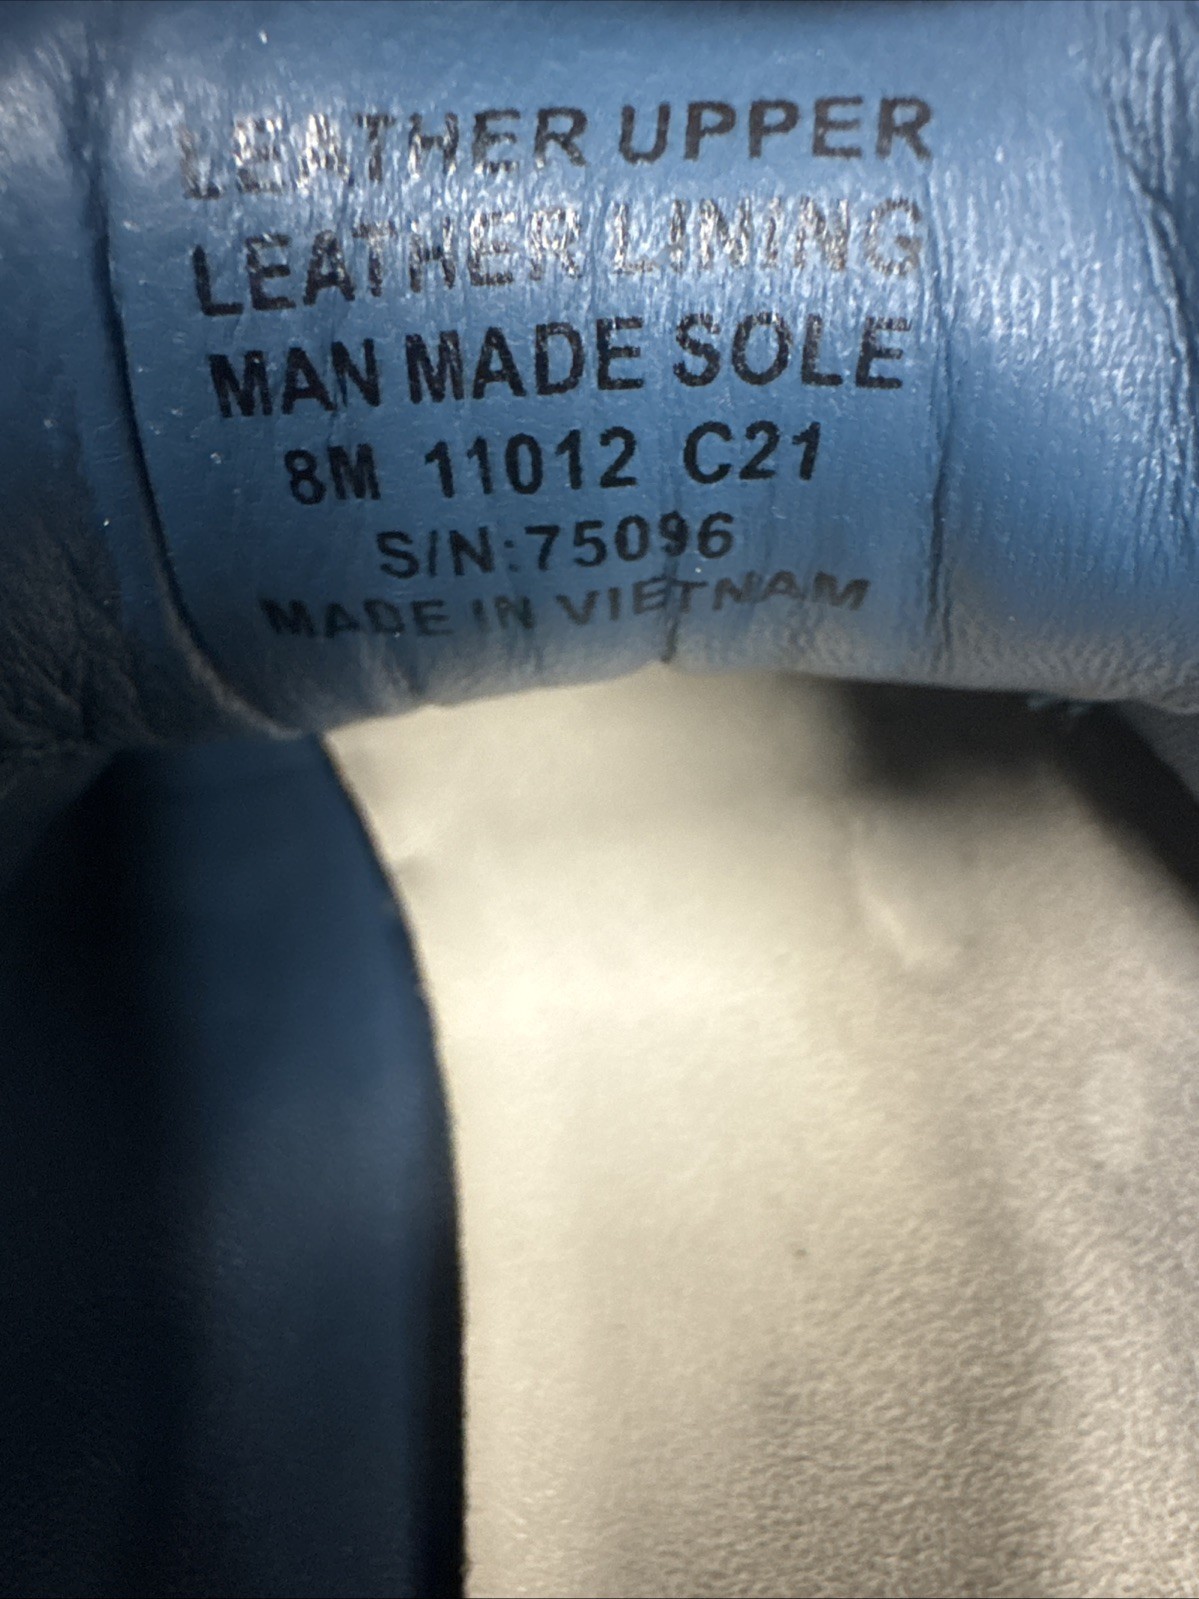 LEATHER UPPER
LEATHER LINING
MAN MADE SOLE
8M 11012 C21
S/N:75096
MADE IN VIETNAM